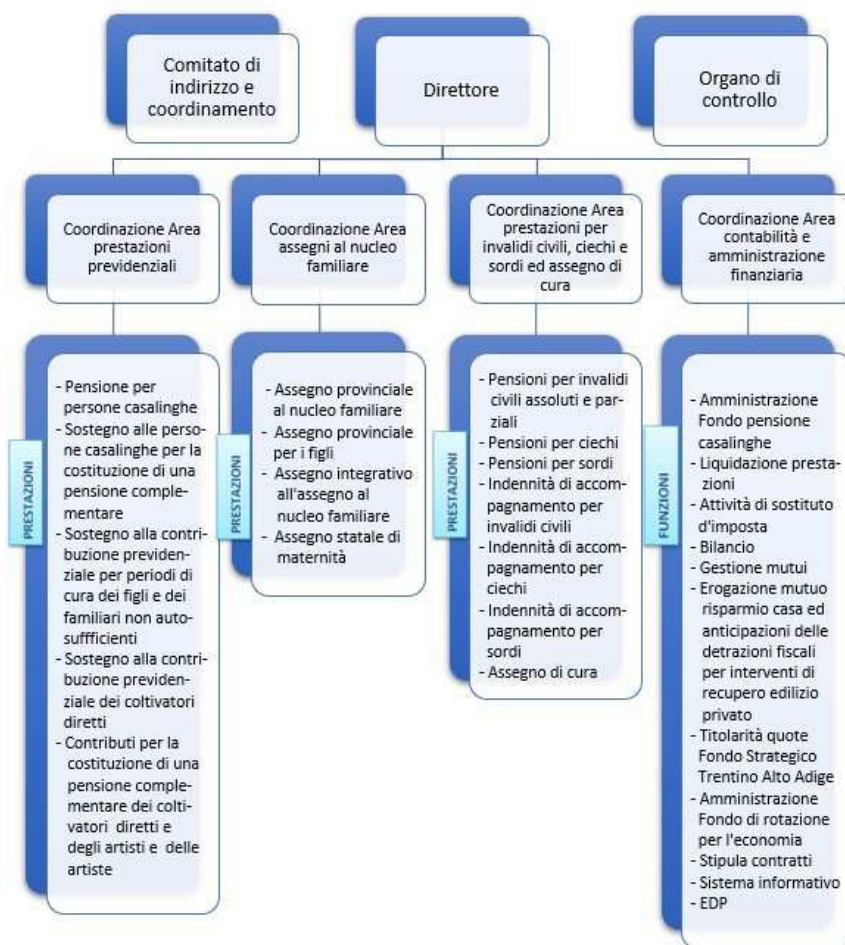 Comitato di
indirizzo e
coordinamento
Direttore
Organo di
controllo
Coordinazione Area
prestazioni
previdenziali
Coordinazione Area
assegni al nucleo
familiare
Coordinazione Area
prestazioni per
invalidi civili, ciechi e
sordi ed assegno di
cura
Coordinazione Area
contabilità e
amministrazione
finanziaria
PRESTAZIONI
- Pensione per
persone casalinghe
- Sostegno alle perso-
ne casalinghe per la
costituzione di una
pensione comple-
mentare
- Sostegno alla contri-
buzione previden-
ziale per periodi di
cura dei figli e dei
familiari non auto-
suffficienti
- Sostegno alla contri-
buzione previden-
ziale dei coltivatori
diretti
- Contributi per la
costituzione di una
pensione comple-
mentare dei colti-
vatori diretti e
degli artisti e delle
artiste
PRESTAZIONI
- Assegno provinciale
al nucleo familiare
- Assegno provinciale
per i figli
- Assegno integrativo
all'assegno al
nucleo familiare
- Assegno statale di
maternità
PRESTAZIONI
- Pensioni per invalidi
civili assoluti e par-
ziali
- Pensioni per ciechi
- Pensioni per sordi
- Indennità di accom-
pagnamento per
invalidi civili
- Indennità di accom-
pagnamento per
ciechi
- Indennità di accom-
pagnamento per
sordi
- Assegno di cura
FUNZIONI
- Amministrazione
Fondo pensione
casalinghe
- Liquidazione presta-
zioni
- Attività di sostituto
d'imposta
- Bilancio
- Gestione mutui
- Erogazione mutuo
risparmio casa ed
anticipazioni delle
detrazioni fiscali
per interventi di
recupero edilizio
privato
- Titolarità quote
Fondo Strategico
Trentino Alto Adige
- Amministrazione
Fondo di rotazione
per l'economia
- Stipula contratti
- Sistema informativo
- EDP